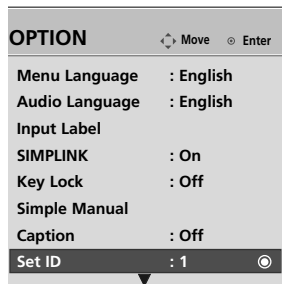 OPTION Move Enter
Menu Language : English
Audio Language : English
Input Label
SIMPLINK : On
Key Lock : Off
Simple Manual
Caption : Off
Set ID : 1